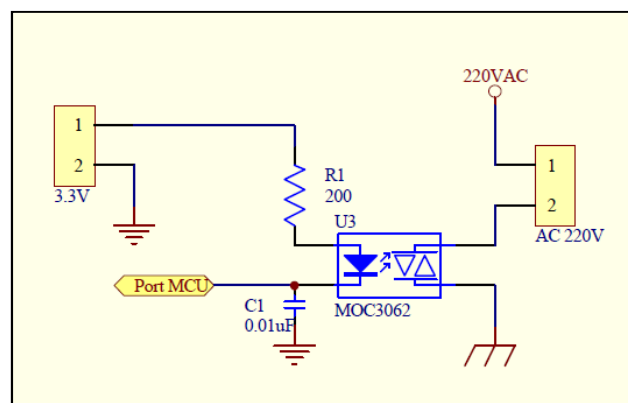 220VAC
1
2
3.3V
R1
200
U3
1
2
AC 220V
Port MCU
C1
0.01uF
MOC3062